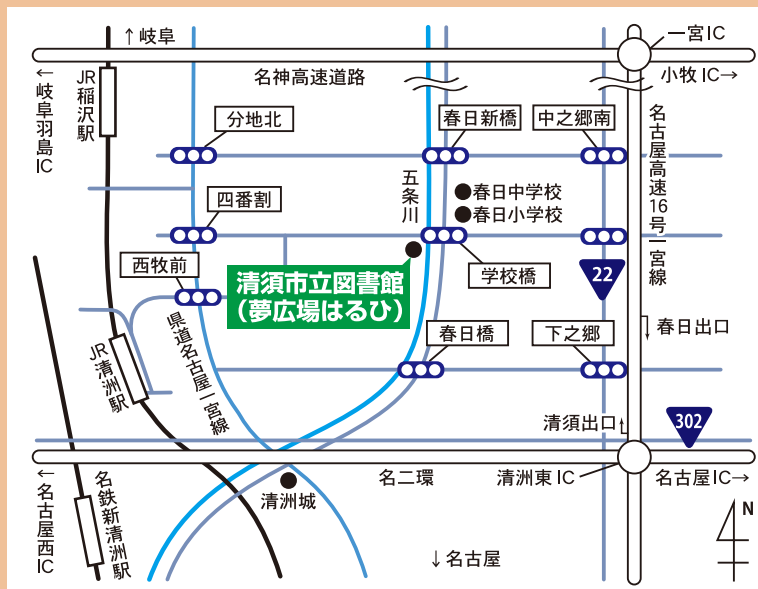 ↑岐阜
一宮IC
小牧IC→
名神高速道路
←岐阜羽島IC
JR稲沢駅
分地北
春日新橋
中之郷南
名古屋高速16号一宮線
五条川
春日中学校
春日小学校
四番割
学校橋
西牧前
清須市立図書館
(夢広場はるひ)
22
春日出口
県道名古屋一宮線
JR清洲駅
春日橋
下之郷
清須出口
302
名二環
清洲東IC
名古屋IC→
←名古屋西IC
名鉄新清洲駅
清洲城
↓名古屋
N